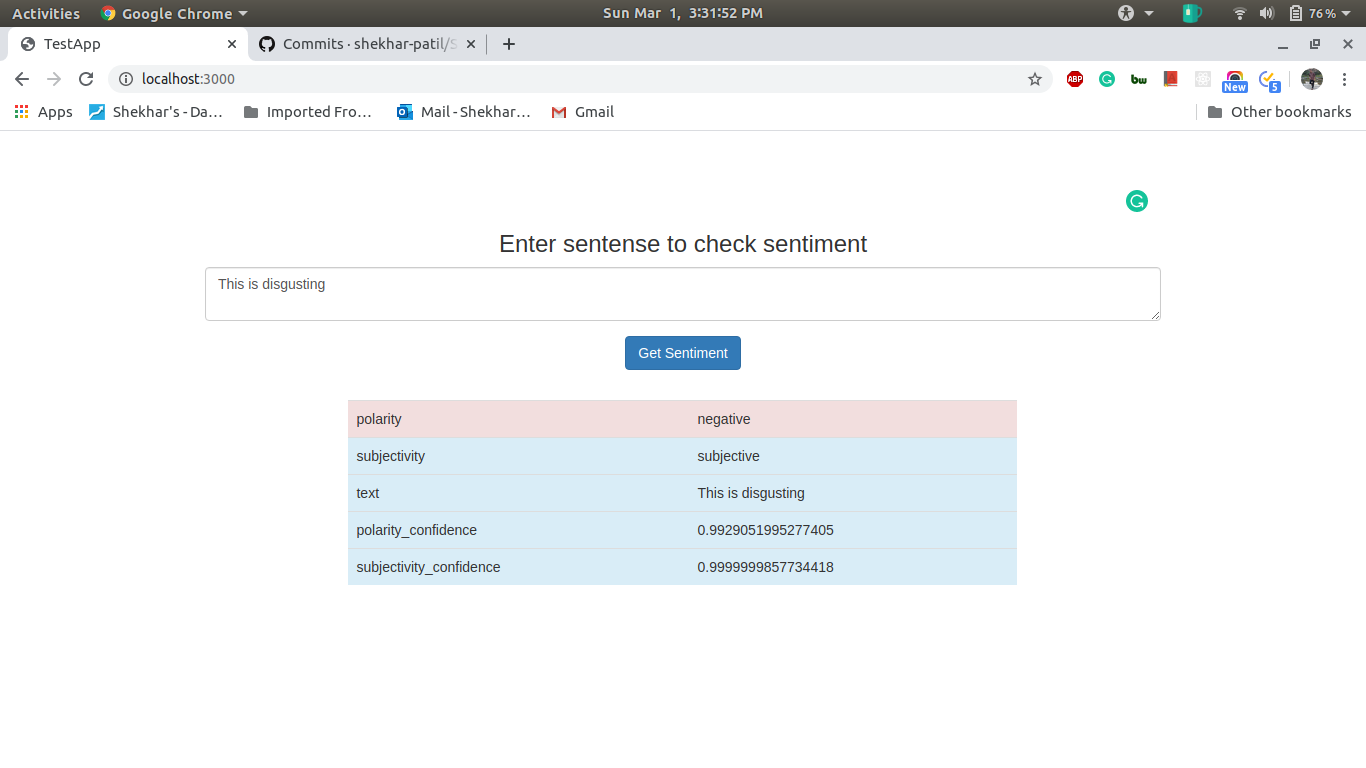 Activities Google Chrome Sun Mar 1, 3:31:52 PM 76 %
TestApp Commits · shekhar-patil/S
localhost:3000 ABP bw New 5
Apps Shekhar's - Da... Imported Fro... Mail - Shekhar... Gmail Other bookmarks
Enter sentense to check sentiment
This is disgusting
Get Sentiment
polarity negative
subjectivity subjective
text This is disgusting
polarity_confidence 0.9929051995277405
subjectivity_confidence 0.9999999857734418